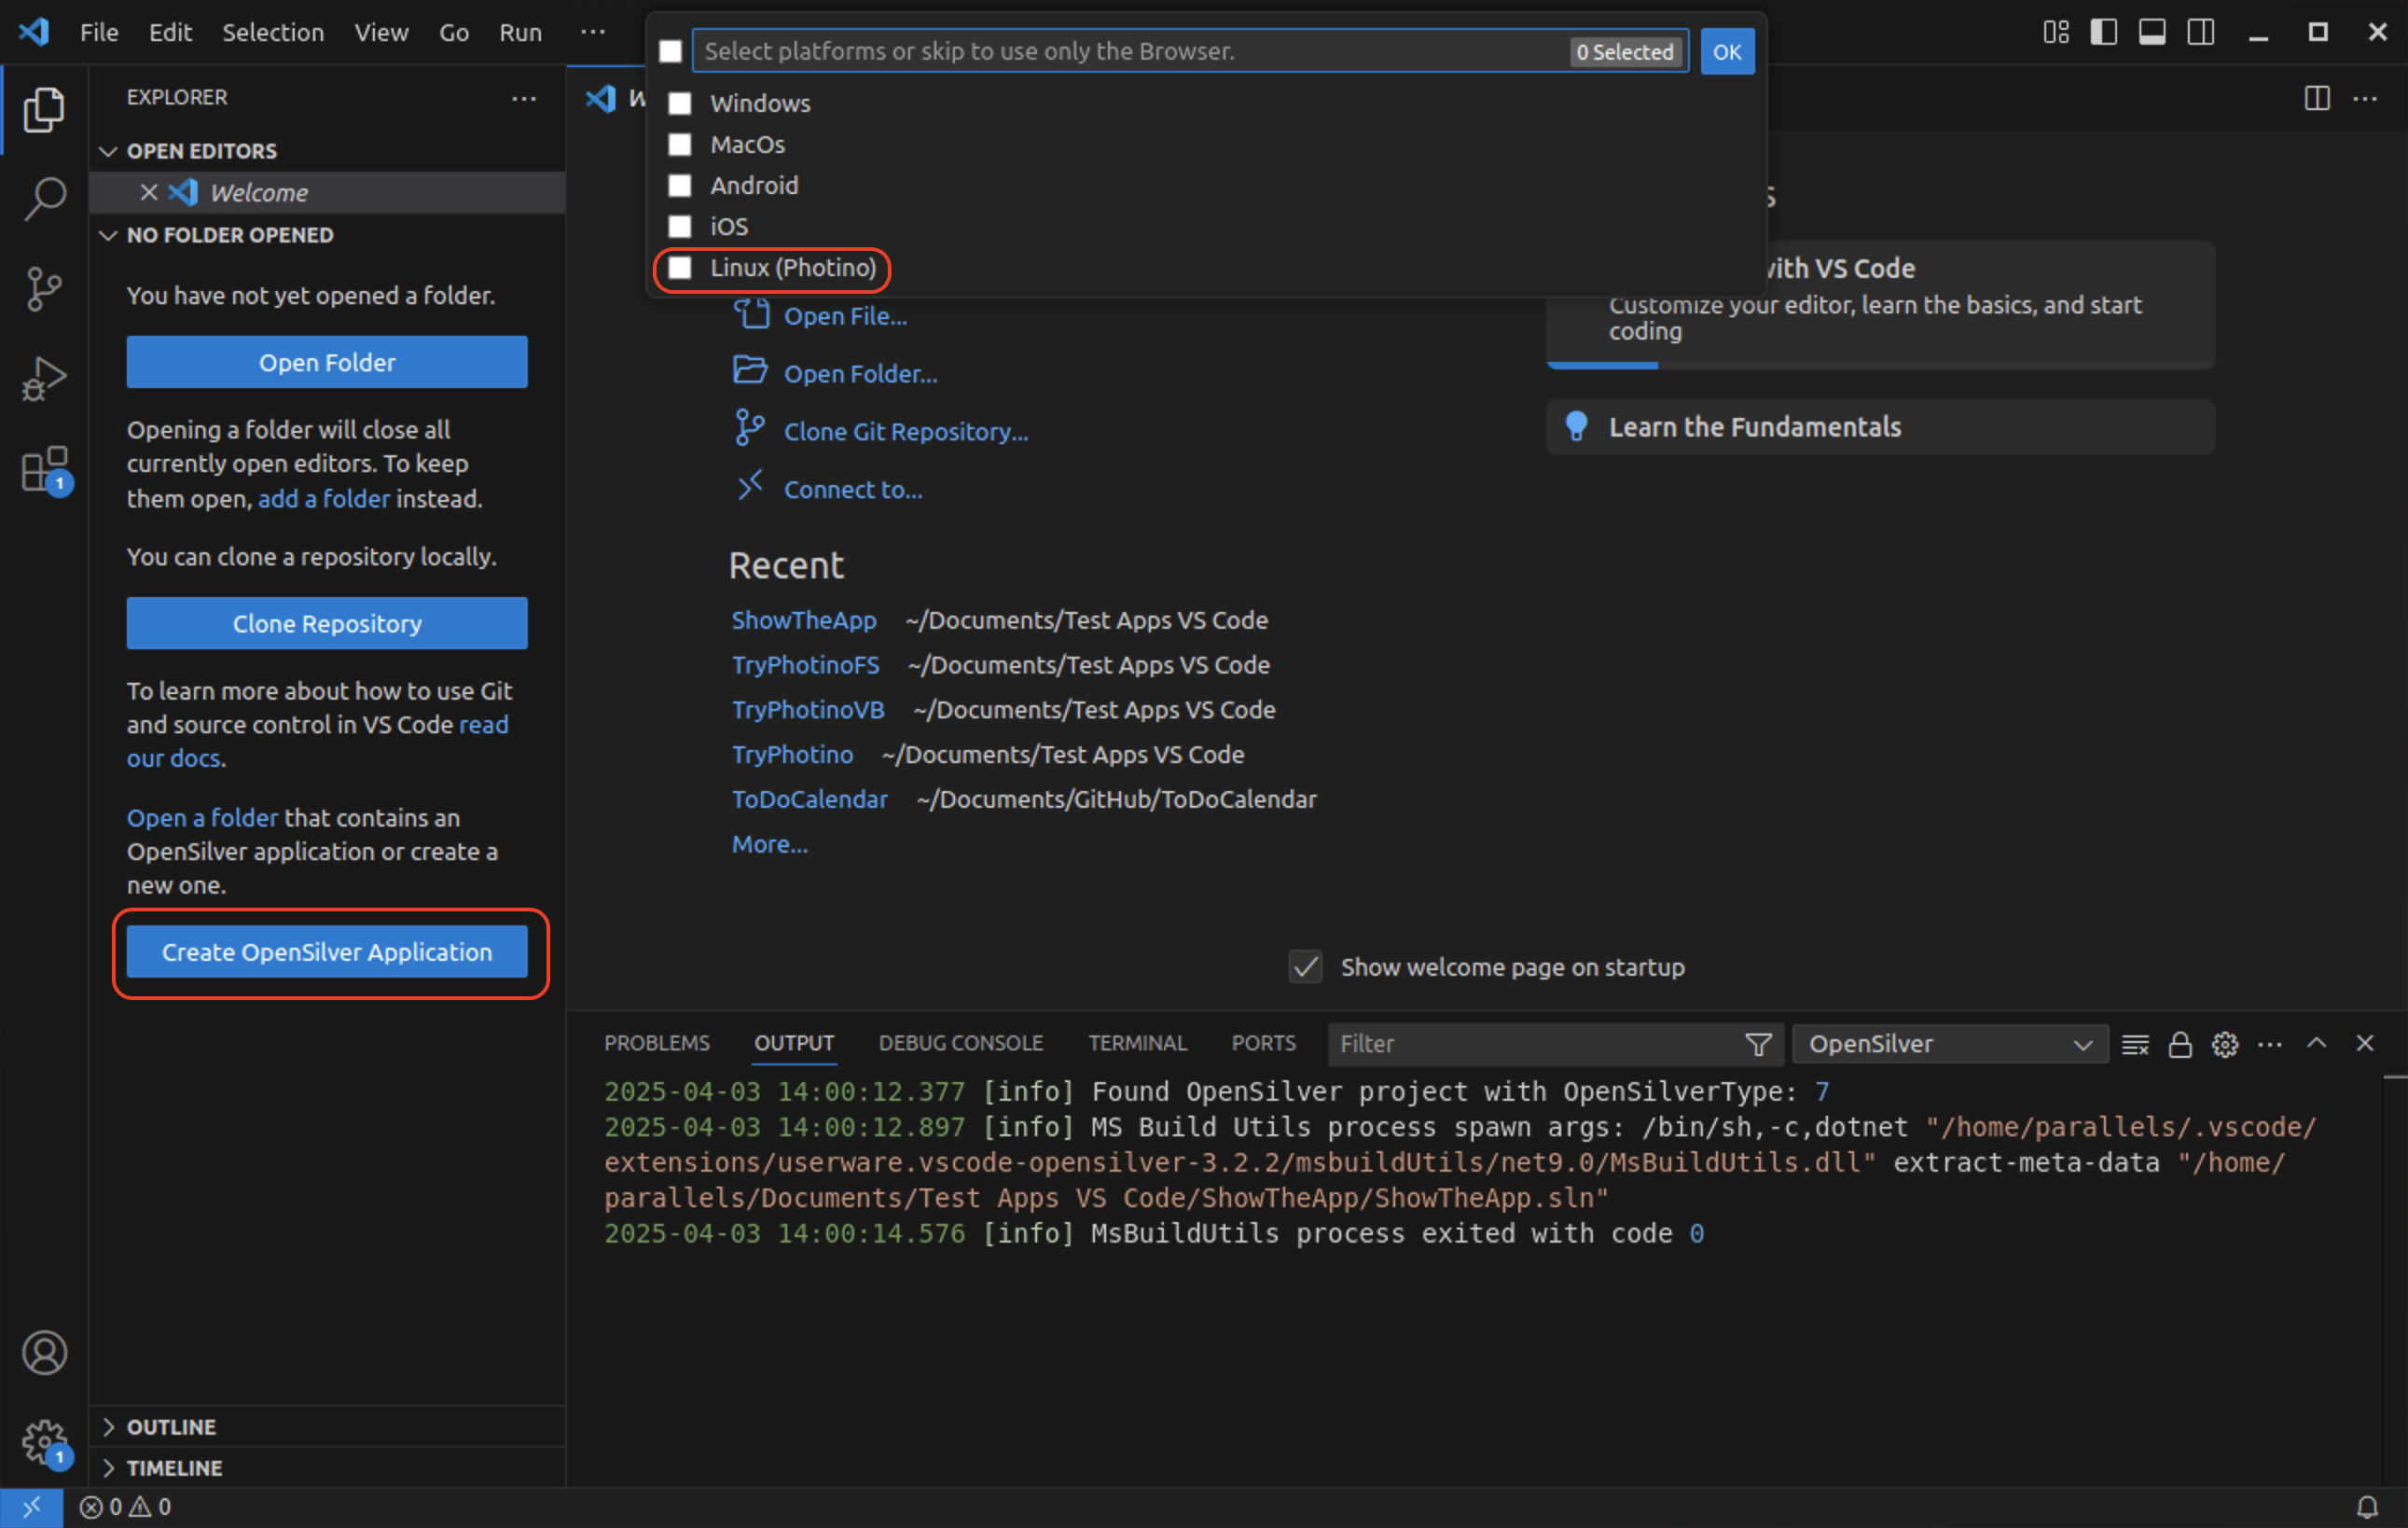 File Edit Selection View Go Run ···
Select platforms or skip to use only the Browser. 0 Selected OK
Windows
MacOs
Android
iOS
Linux (Photino)
EXPLORER
OPEN EDITORS
Welcome
NO FOLDER OPENED
You have not yet opened a folder.
Open Folder
Opening a folder will close all
currently open editors. To keep
them open, add a folder instead.
You can clone a repository locally.
Clone Repository
To learn more about how to use Git
and source control in VS Code read
our docs.
Open a folder that contains an
OpenSilver application or create a
new one.
Create OpenSilver Application
OUTLINE
TIMELINE
1
1
Open File...
Open Folder...
Clone Git Repository...
Connect to...
Recent
ShowTheApp ~/Documents/Test Apps VS Code
TryPhotinoFS ~/Documents/Test Apps VS Code
TryPhotinoVB ~/Documents/Test Apps VS Code
TryPhotino ~/Documents/Test Apps VS Code
ToDoCalendar ~/Documents/GitHub/ToDoCalendar
More...
with VS Code
Customize your editor, learn the basics, and start
coding
Learn the Fundamentals
Show welcome page on startup
PROBLEMS OUTPUT DEBUG CONSOLE TERMINAL PORTS Filter OpenSilver
2025-04-03 14:00:12.377 [info] Found OpenSilver project with OpenSilverType: 7
2025-04-03 14:00:12.897 [info] MS Build Utils process spawn args: /bin/sh,-c,dotnet "/home/parallels/.vscode/
extensions/userware.vscode-opensilver-3.2.2/msbuildUtils/net9.0/MsBuildUtils.dll" extract-meta-data "/home/
parallels/Documents/Test Apps VS Code/ShowTheApp/ShowTheApp.sln"
2025-04-03 14:00:14.576 [info] MsBuildUtils process exited with code 0
0 0